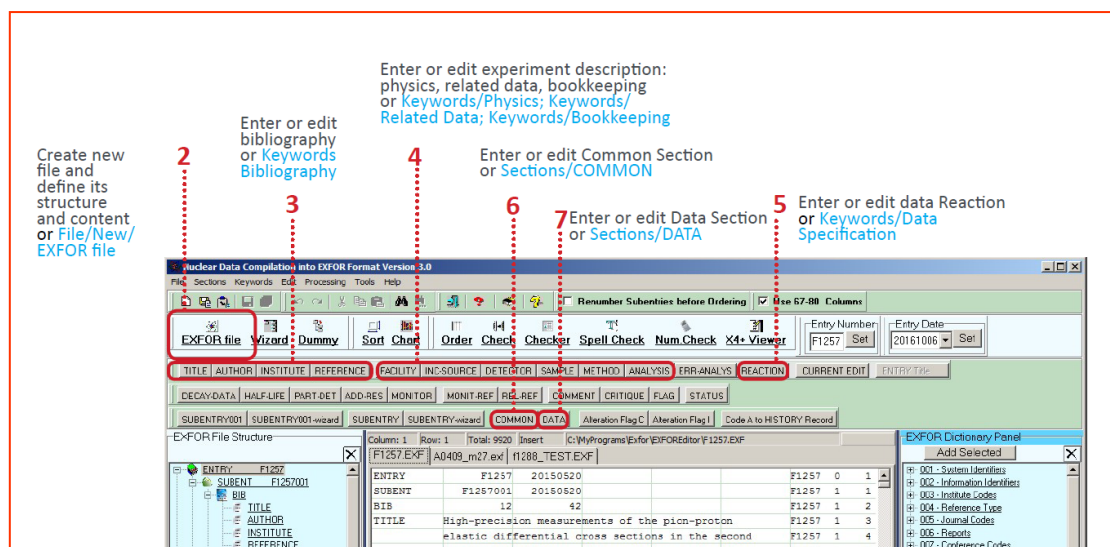 Enter or edit experiment description:
physics, related data, bookkeeping
or Keywords/Physics; Keywords/
Related Data; Keywords/Bookkeeping
Enter or edit
bibliography
or Keywords
Bibliography
Create new
file and
define its
structure
and content
or File/New/
EXFOR file
2
3
4
Enter or edit Common Section
or Sections/COMMON
6
7
Enter or edit Data Section
or Sections/DATA
5
Enter or edit data Reaction
or Keywords/Data
Specification
Nuclear Data Compilation into EXFOR Format Version 3.0
File Sections Keywords Edit Processing Tools Help
Renumber Subenties before Ordering Use 67-80 Columns
EXFOR file Wizard Dummy Sort Chart Order Check Checker Spell Check Num.Check X4+ Viewer
Entry Number F1257 Set
Entry Date 20161006 Set
TITLE AUTHOR INSTITUTE REFERENCE FACILITY INC-SOURCE DETECTOR SAMPLE METHOD ANALYSIS ERR-ANALYS REACTION CURRENT EDIT ENTRY Title
DECAY-DATA HALF-LIFE PART-DET ADD-RES MONITOR MONIT-REF REL-REF COMMENT CRITIQUE FLAG STATUS
SUBENTRY001 SUBENTRY001-wizard SUBENTRY SUBENTRY-wizard COMMON DATA Alteration Flag C Alteration Flag I Code A to HISTORY Record
EXFOR File Structure
ENTRY F1257
SUBENT F1257001
BIB
TITLE
AUTHOR
INSTITUTE
REFERENCE
Column: 1 Row: 1 Total: 9920 Insert C:\MyPrograms\Exfor\EXFOREditor\F1257.EXF
F1257.EXF A0409_m27.exf f1288_TEST.EXF
ENTRY F1257 20150520 F1257 0 1
SUBENT F1257001 20150520 F1257 1 1
BIB 12 42 F1257 1 2
TITLE High-precision measurements of the pion-proton F1257 1 3
elastic differential cross sections in the second F1257 1 4
EXFOR Dictionary Panel
Add Selected
001 - System Identifiers
002 - Information Identifiers
003 - Institute Codes
004 - Reference Type
005 - Journal Codes
006 - Reports
007 - Conference Codes